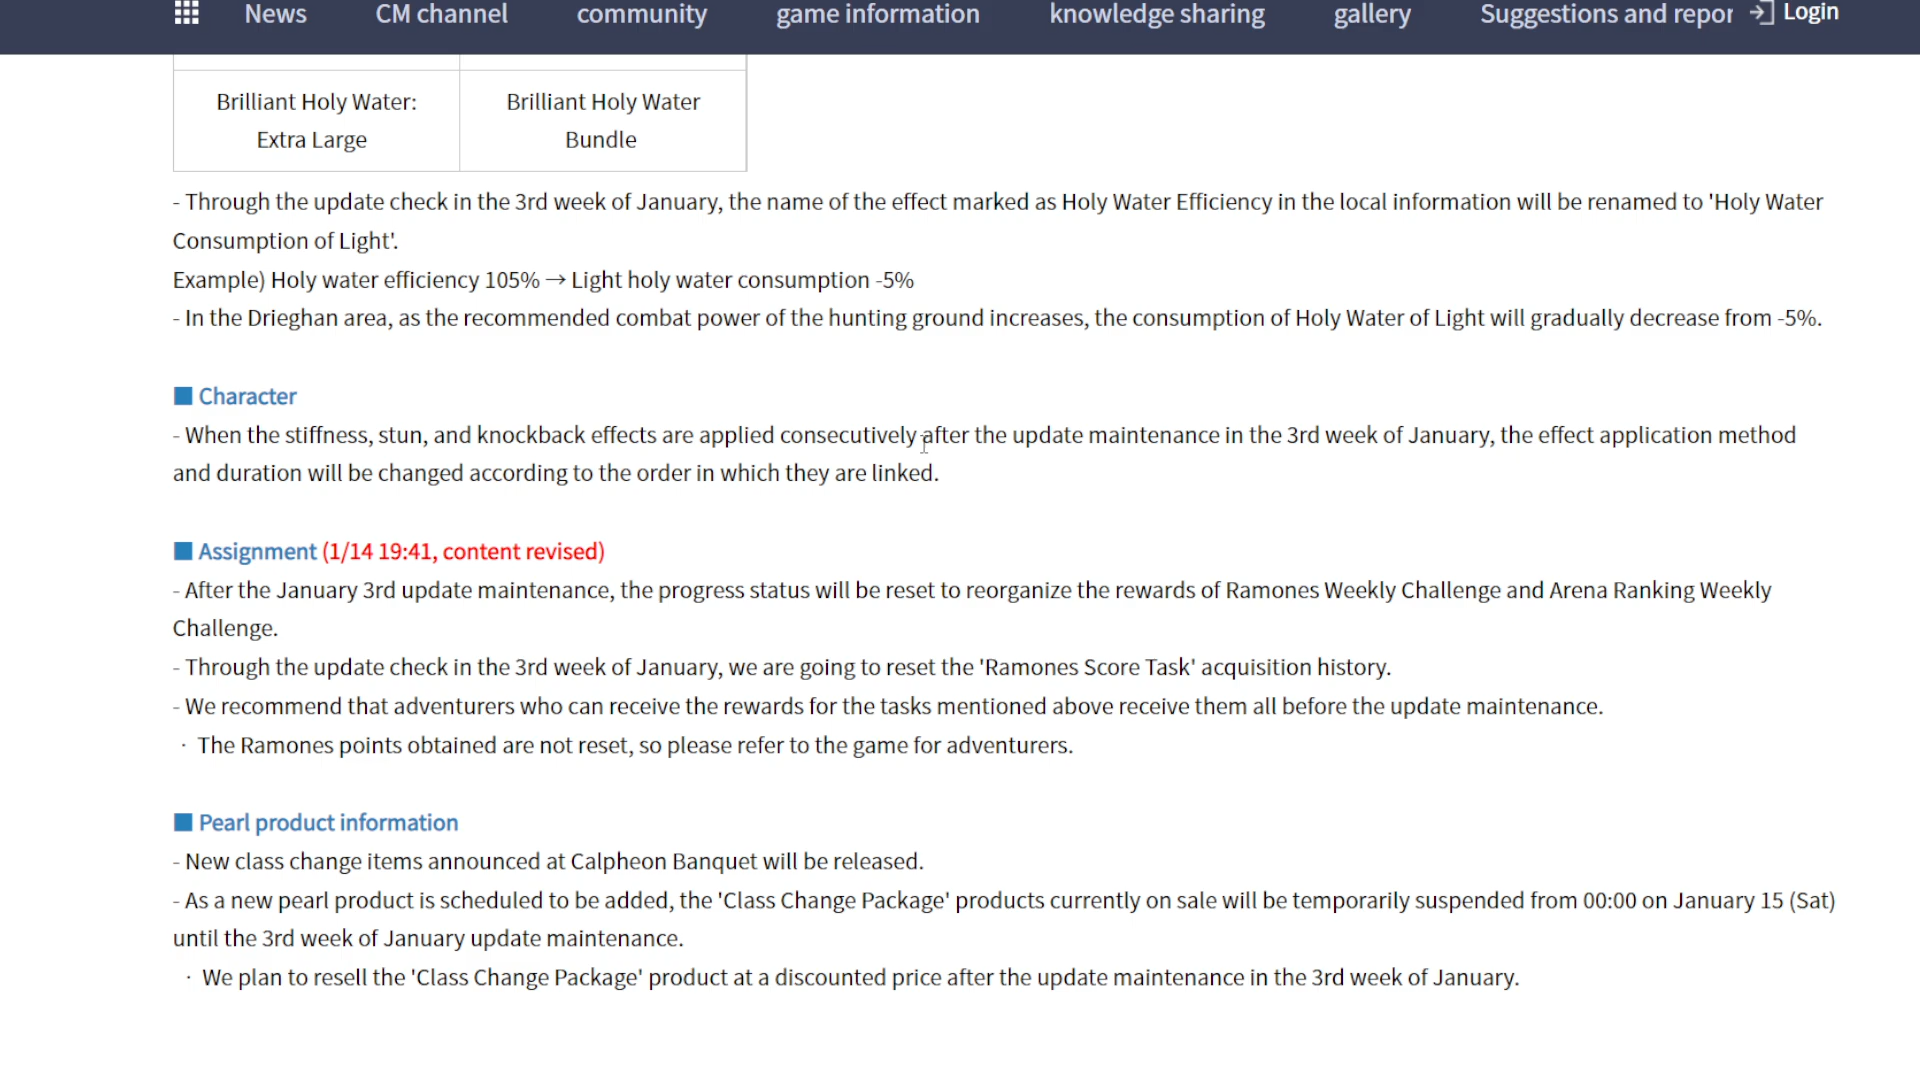 News CM channel community game information knowledge sharing gallery Suggestions and repor Login
Brilliant Holy Water:
Extra Large
Brilliant Holy Water
Bundle
- Through the update check in the 3rd week of January, the name of the effect marked as Holy Water Efficiency in the local information will be renamed to 'Holy Water
Consumption of Light'.
Example) Holy water efficiency 105% → Light holy water consumption -5%
- In the Drieghan area, as the recommended combat power of the hunting ground increases, the consumption of Holy Water of Light will gradually decrease from -5%.
■ Character
- When the stiffness, stun, and knockback effects are applied consecutively after the update maintenance in the 3rd week of January, the effect application method
and duration will be changed according to the order in which they are linked.
■ Assignment (1/14 19:41, content revised)
- After the January 3rd update maintenance, the progress status will be reset to reorganize the rewards of Ramones Weekly Challenge and Arena Ranking Weekly
Challenge.
- Through the update check in the 3rd week of January, we are going to reset the 'Ramones Score Task' acquisition history.
- We recommend that adventurers who can receive the rewards for the tasks mentioned above receive them all before the update maintenance.
· The Ramones points obtained are not reset, so please refer to the game for adventurers.
■ Pearl product information
- New class change items announced at Calpheon Banquet will be released.
- As a new pearl product is scheduled to be added, the 'Class Change Package' products currently on sale will be temporarily suspended from 00:00 on January 15 (Sat)
until the 3rd week of January update maintenance.
· We plan to resell the 'Class Change Package' product at a discounted price after the update maintenance in the 3rd week of January.